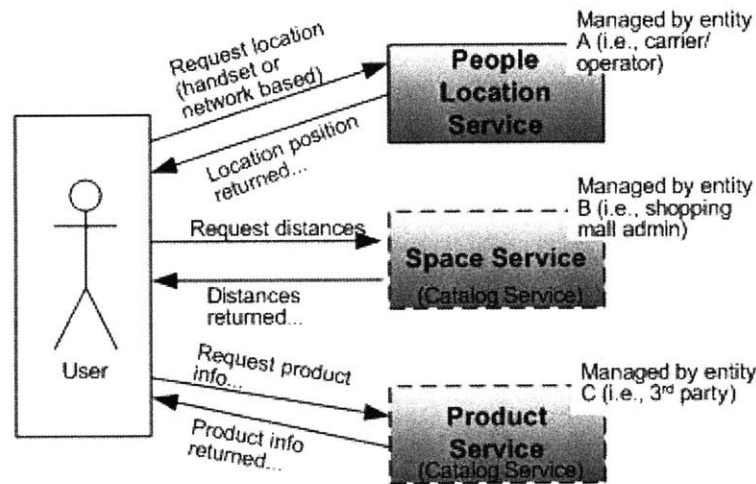 Request location
(handset or
network based)
Location position
returned...
People
Location
Service
Managed by entity
A (i.e., carrier/
operator)
Request distances
Distances
returned...
Space Service
(Catalog Service)
Managed by entity
B (i.e., shopping
mall admin)
User
Request product
info...
Product info
returned...
Product
Service
(Catalog Service)
Managed by entity
C (i.e., 3rd party)